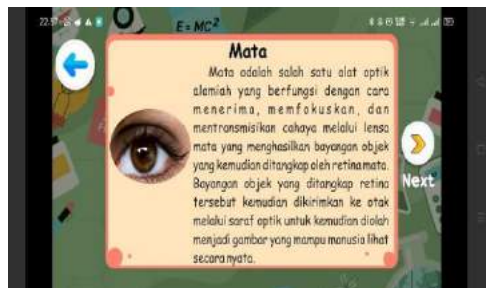 22.57
E = MC²
Mata
Mata adalah salah satu alat optik
alamiah yang berfungsi dengan cara
menerima, memfokuskan, dan
mentransmisikan cahaya melalui lensa
mata yang menghasilkan bayangan objek
yang kemudian ditangkap oleh retina mata.
Bayangan objek yang ditangkap retina
tersebut kemudian dikirimkan ke otak
melalui saraf optik untuk kemudian diolah
menjadi gambar yang mampu manusia lihat
secara nyata.
Next